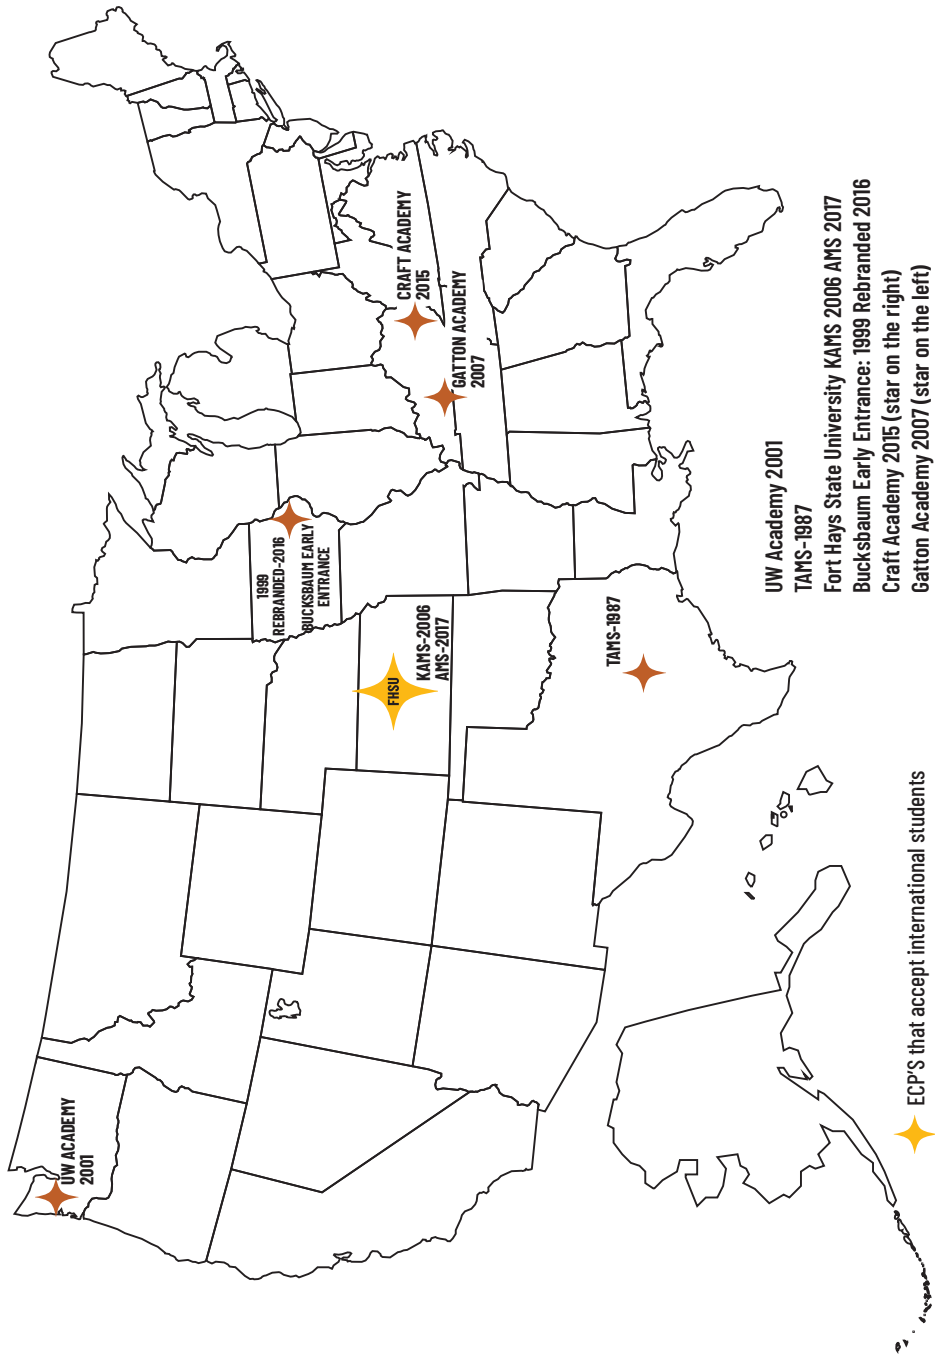 UW ACADEMY
2001
1999
REBRANDED-2016
BUCKSBAUM EARLY
ENTRANCE
FHSU
KAMS-2006
AMS-2017
CRAFT ACADEMY
2015
GATTON ACADEMY
2007
TAMS-1987
UW Academy 2001
TAMS-1987
Fort Hays State University KAMS 2006 AMS 2017
Bucksbaum Early Entrance: 1999 Rebranded 2016
Craft Academy 2015 (star on the right)
Gatton Academy 2007 (star on the left)
ECP'S that accept international students